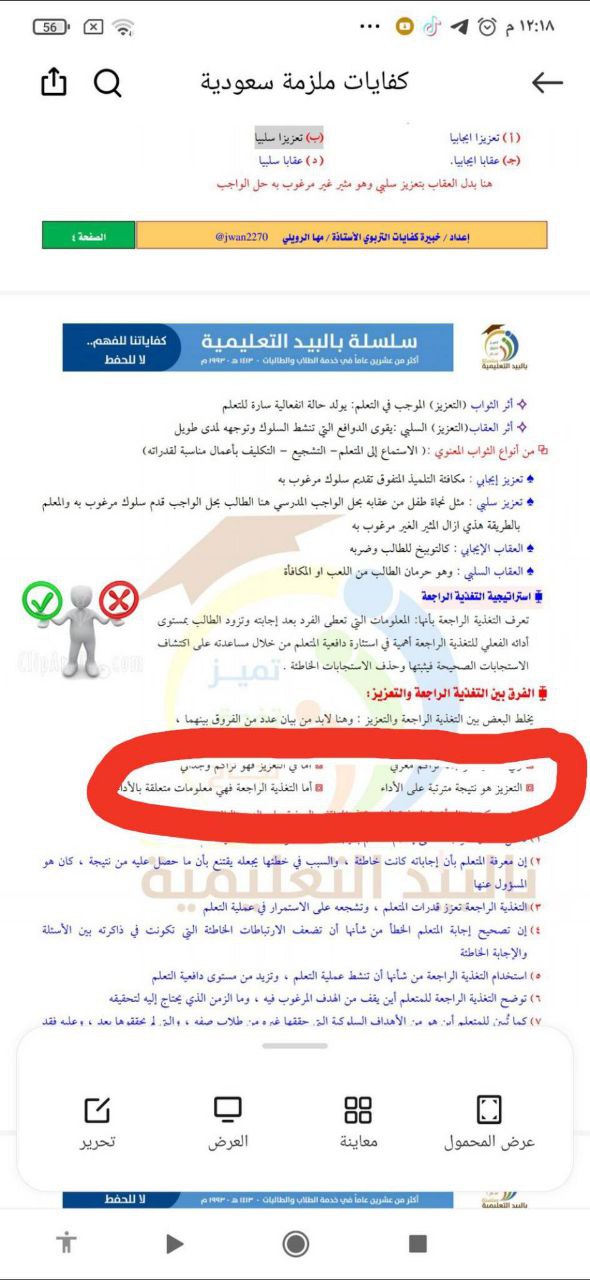 ١٢:١٨ م
56
كفايات ملزمة سعودية
(أ) تعزيزا ايجابيا
(ب) تعزيزا سلبيا
(ج) عقابا ايجابيا.
(د) عقابا سلبيا
هنا بدل العقاب بتعزيز سلبي وهو مثير غير مرغوب به حل الواجب
إعداد / خبيرة كفايات التربوي الأستاذة / مها الرويلي @jwan2270
الصفحة ٤
سلسلة بالبيد التعليمية
أكثر من عشرين عاماً في خدمة الطلاب والطالبات - ١٤١٣ هـ - ١٩٩٣ م
كفاياتنا للفهم..
لا للحفظ
بالبيد التعليمية
أثر الثواب (التعزيز) الموجب في التعلم: يولد حالة انفعالية سارة للتعلم
أثر العقاب(التعزيز) السلبي: يقوى الدوافع التي تنشط السلوك وتوجهه لمدى طويل
من أنواع الثواب المعنوي :( الاستماع إلى المتعلم– التشجيع – التكليف بأعمال مناسبة لقدراته)
تعزيز إيجابي : مكافئة التلميذ المتفوق تقديم سلوك مرغوب به
تعزيز سلبي : مثل نجاة طفل من عقابه بحل الواجب المدرسي هنا الطالب بحل الواجب قدم سلوك مرغوب به والمعلم
بالطريقة هذي ازال المثير الغير مرغوب به
العقاب الإيجابي : كالتوبيخ للطالب وضربه
العقاب السلبي : وهو حرمان الطالب من اللعب او المكافأة
استراتيجية التغذية الراجعة
تعرف التغذية الراجعة بأنها: المعلومات التي تعطى الفرد بعد إجابته وتزود الطالب بمستوى
أدائه الفعلي للتغذية الراجعة أهمية في استثارة دافعية المتعلم من خلال مساعدته على اكتشاف
الاستجابات الصحيحة فيثبتها وحذف الاستجابات الخاطئة .
الفرق بين التغذية الراجعة والتعزيز:
يخلط البعض بين التغذية الراجعة والتعزيز : وهنا لابد من بيان عدد من الفروق بينهما ،
تراكم معرفي
أما في التعزيز فهو تراكم وجداني
التعزيز هو نتيجة مترتبة على الأداء
أما التغذية الراجعة فهي معلومات متعلقة بالأداء
٢) إن معرفة المتعلم بأن إجاباته كانت خاطئة ، والسبب في خطئها يجعله يقتنع بأن ما حصل عليه من نتيجة ، كان هو
المسؤول عنها
٣) التغذية الراجعة تعزز قدرات المتعلم ، وتشجعه على الاستمرار في عملية التعلم
٤) إن تصحيح إجابة المتعلم الخطأ من شأنها أن تضعف الارتباطات الخاطئة التي تكونت في ذاكرته بين الأسئلة
والإجابة الخاطئة
٥) استخدام التغذية الراجعة من شأنها أن تنشط عملية التعلم ، وتزيد من مستوى دافعية التعلم
٦) توضح التغذية الراجعة للمتعلم أين يقف من الهدف المرغوب فيه ، وما الزمن الذي يحتاج إليه لتحقيقه
٧) كما تُبين للمتعلم أين هو من الأهداف السلوكية التي حققها غيره من طلاب صفه ، والتي لم يحققوها بعد ، وعليه فقد
عرض المحمول
معاينة
العرض
تحرير
أكثر من عشرين عاماً في خدمة الطلاب والطالبات - ١٤١٣ هـ - ١٩٩٣ م
لا للحفظ